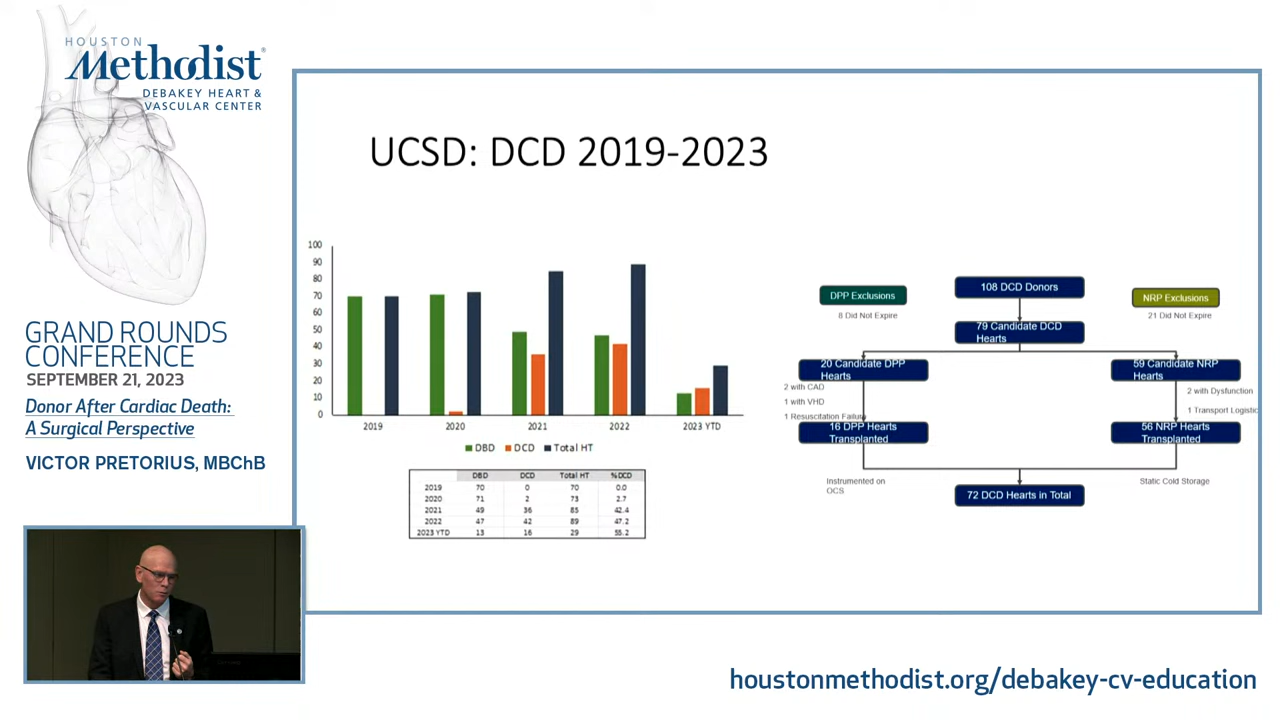 HOUSTON
Methodist®
DEBAKEY HEART &
VASCULAR CENTER
GRAND ROUNDS
CONFERENCE
SEPTEMBER 21, 2023
Donor After Cardiac Death:
A Surgical Perspective
VICTOR PRETORIUS, MBChB
UCSD: DCD 2019-2023
100
90
80
70
60
50
40
30
20
10
0
2019 2020 2021 2022 2023 YTD
DBD DCD Total HT
DBD DCD Total HT %DCD
2019 70 0 70 0.0
2020 71 2 73 2.7
2021 49 36 85 42.4
2022 47 42 89 47.2
2023 YTD 13 16 29 55.2
108 DCD Donors
DPP Exclusions
NRP Exclusions
8 Did Not Expire
21 Did Not Expire
79 Candidate DCD
Hearts
20 Candidate DPP
Hearts
59 Candidate NRP
Hearts
2 with CAD
1 with VHD
1 Resuscitation Failure
2 with Dysfunction
1 Transport Logistic
16 DPP Hearts
Transplanted
56 NRP Hearts
Transplanted
Instrumented on
OCS
Static Cold Storage
72 DCD Hearts in Total
houstonmethodist.org/debakey-cv-education